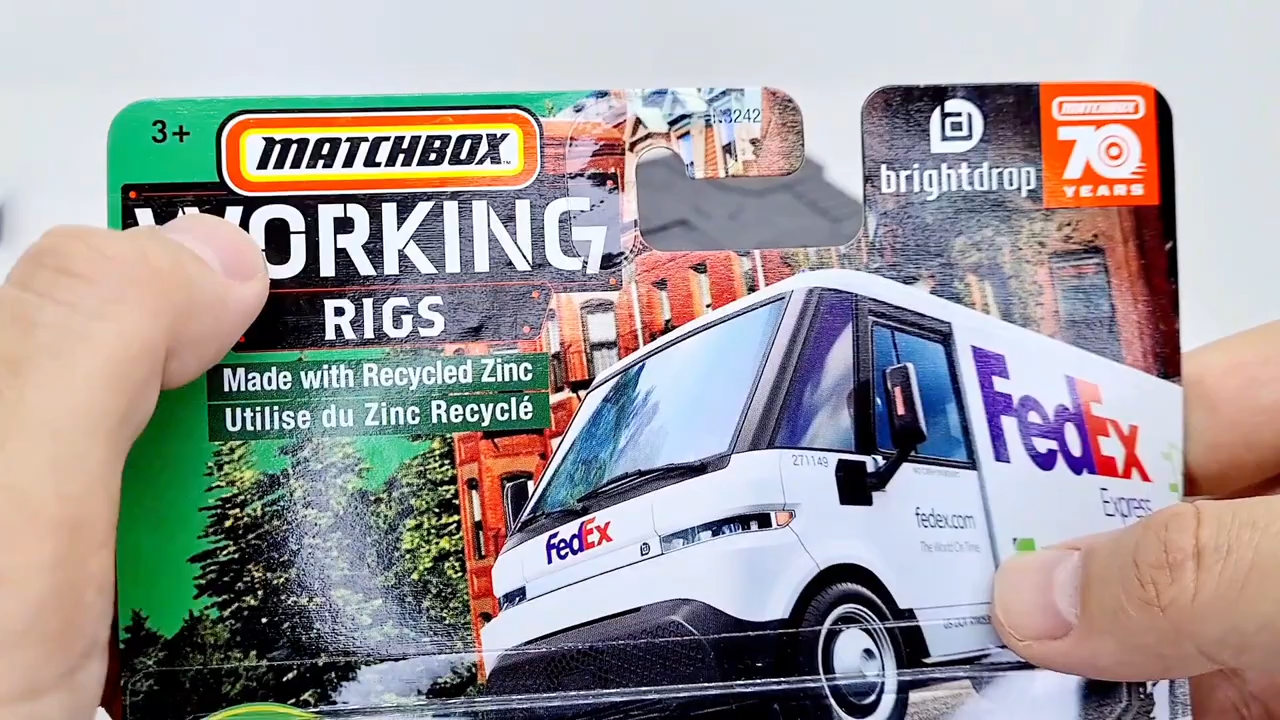 3+
MATCHBOX
WORKING
RIGS
Made with Recycled Zinc
Utilise du Zinc Recyclé
brightdrop
MATCHBOX
70
YEARS
FedEx
Express
271149
fedex.com
The World On Time
FedEx